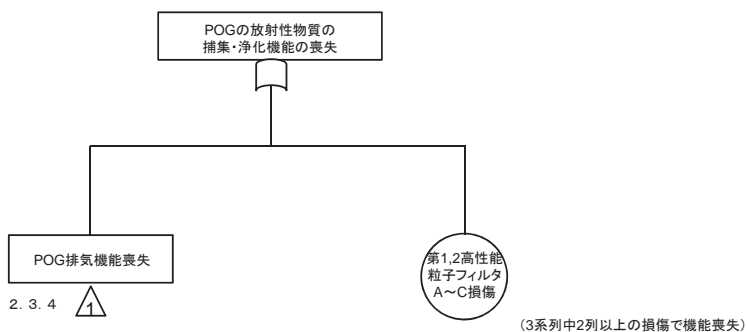 POGの放射性物質の
捕集・浄化機能の喪失
POG排気機能喪失
第1,2高性能
粒子フィルタ
A～C損傷
2. 3. 4
1
(3系列中2列以上の損傷で機能喪失)